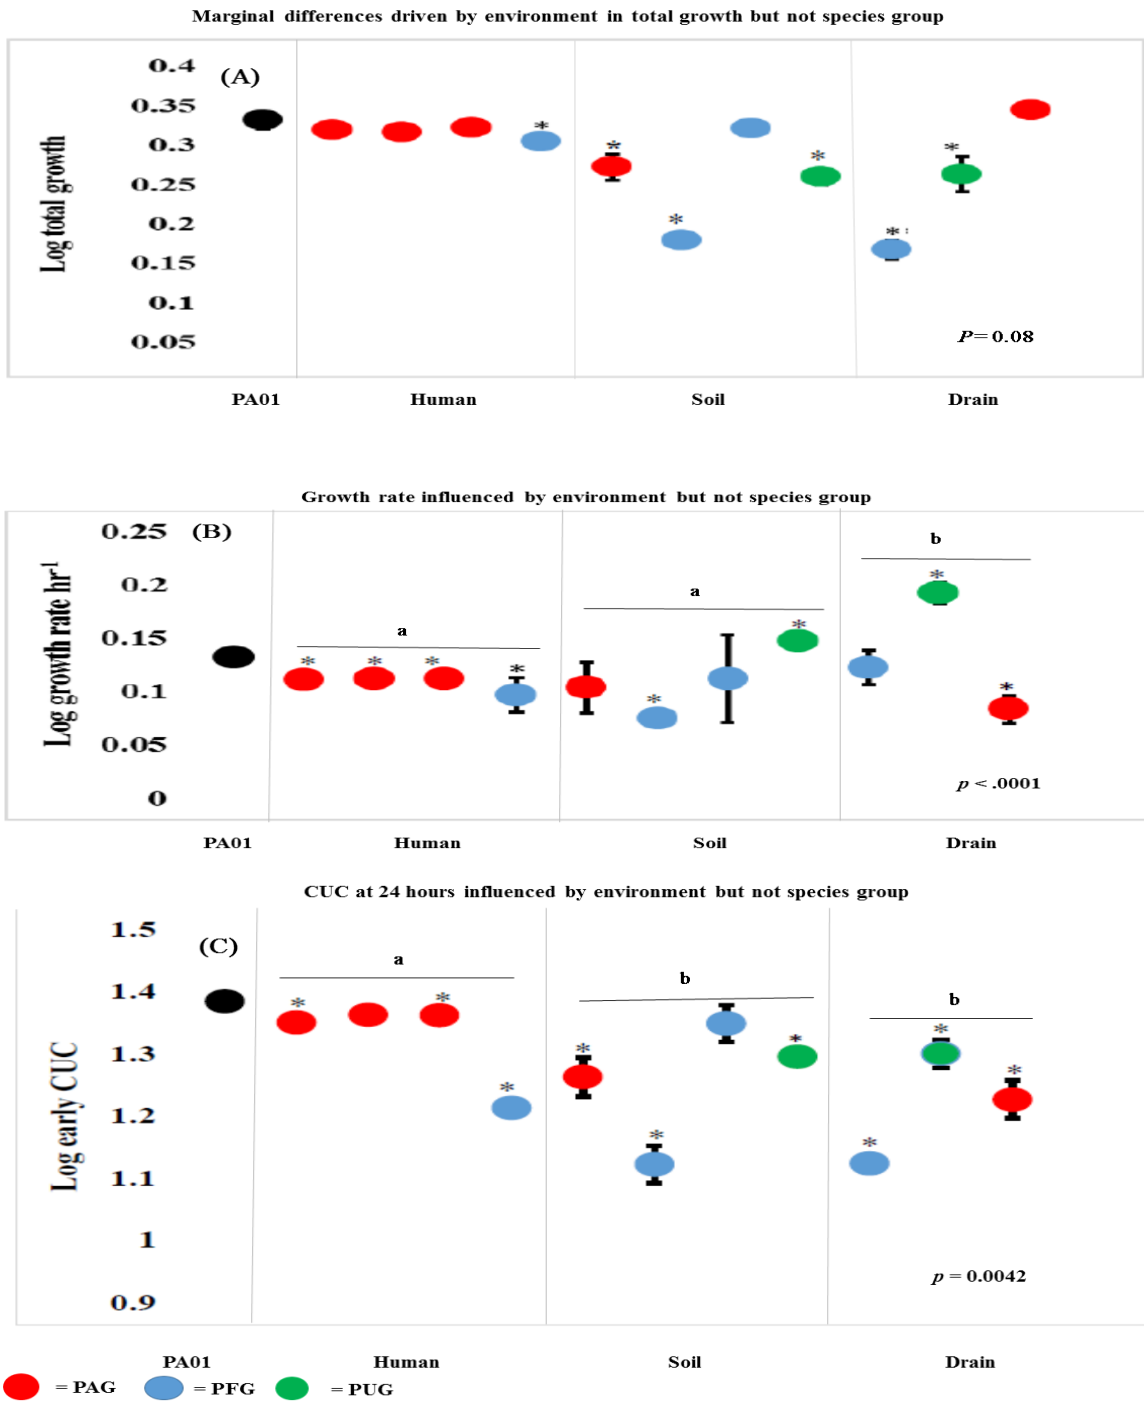 Marginal differences driven by environment in total growth but not species group
(A)
Log total growth
0.4
0.35
0.3
0.25
0.2
0.15
0.1
0.05
*
*
*
*
*
* :
P= 0.08
PA01 Human Soil Drain
Growth rate influenced by environment but not species group
(B)
Log growth rate hr-1
0.25
0.2
0.15
0.1
0.05
0
a
a
b
* * * *
* *
* *
p < .0001
PA01 Human Soil Drain
CUC at 24 hours influenced by environment but not species group
(C)
Log early CUC
1.5
1.4
1.3
1.2
1.1
1
0.9
a
b
b
* * *
* * *
* * *
p = 0.0042
PA01 Human Soil Drain
= PAG = PFG = PUG